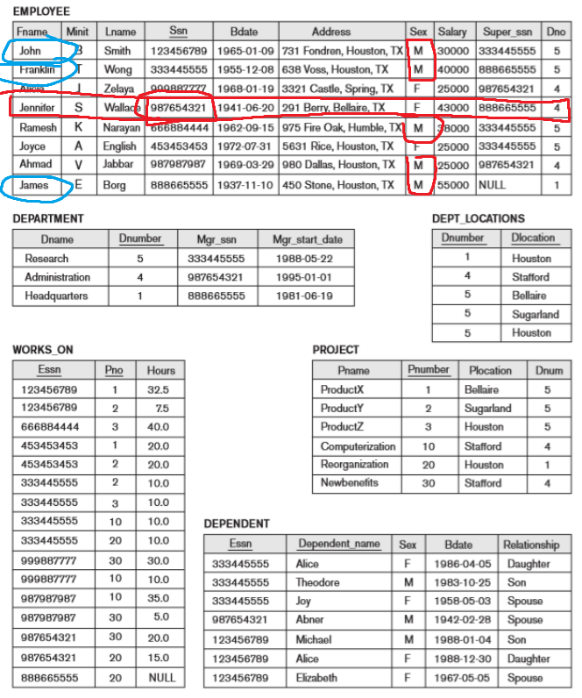 EMPLOYEE
Fname Minit Lname Ssn Bdate Address Sex Salary Super_ssn Dno
John B Smith 123456789 1965-01-09 731 Fondren, Houston, TX M 30000 333445555 5
Franklin T Wong 333445555 1955-12-08 638 Voss, Houston, TX M 40000 888665555 5
Alicia J Zelaya 999887777 1968-01-19 3321 Castle, Spring, TX F 25000 987654321 4
Jennifer S Wallace 987654321 1941-06-20 291 Berry, Bellaire, TX F 43000 888665555 4
Ramesh K Narayan 666884444 1962-09-15 975 Fire Oak, Humble, TX M 38000 333445555 5
Joyce A English 453453453 1972-07-31 5631 Rice, Houston, TX F 25000 333445555 5
Ahmad V Jabbar 987987987 1969-03-29 980 Dallas, Houston, TX M 25000 987654321 4
James E Borg 888665555 1937-11-10 450 Stone, Houston, TX M 55000 NULL 1
DEPARTMENT
Dname Dnumber Mgr_ssn Mgr_start_date
Research 5 333445555 1988-05-22
Administration 4 987654321 1995-01-01
Headquarters 1 888665555 1981-06-19
DEPT_LOCATIONS
Dnumber Dlocation
1 Houston
4 Stafford
5 Bellaire
5 Sugarland
5 Houston
WORKS_ON
Essn Pno Hours
123456789 1 32.5
123456789 2 7.5
666884444 3 40.0
453453453 1 20.0
453453453 2 20.0
333445555 2 10.0
333445555 3 10.0
333445555 10 10.0
333445555 20 10.0
999887777 30 30.0
999887777 10 10.0
987987987 10 35.0
987987987 30 5.0
987654321 30 20.0
987654321 20 15.0
888665555 20 NULL
PROJECT
Pname Pnumber Plocation Dnum
ProductX 1 Bellaire 5
ProductY 2 Sugarland 5
ProductZ 3 Houston 5
Computerization 10 Stafford 4
Reorganization 20 Houston 1
Newbenefits 30 Stafford 4
DEPENDENT
Essn Dependent_name Sex Bdate Relationship
333445555 Alice F 1986-04-05 Daughter
333445555 Theodore M 1983-10-25 Son
333445555 Joy F 1958-05-03 Spouse
987654321 Abner M 1942-02-28 Spouse
123456789 Michael M 1988-01-04 Son
123456789 Alice F 1988-12-30 Daughter
123456789 Elizabeth F 1967-05-05 Spouse